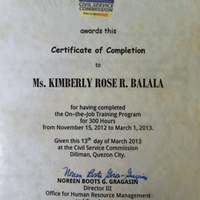 CIVIL SERVICE
COMMISSION
awards this
Certificate of Completion
to
Ms. KIMBERLY ROSE R. BALALA
for having completed
the On-the-Job Training Program
for 300 Hours
from November 15, 2012 to March 1, 2013.
Given this 13th day of March 2013
at the Civil Service Commission
Diliman, Quezon City.
NOREEN BOOTS G. GRAGASIN
Director III
Office for Human Resource Management